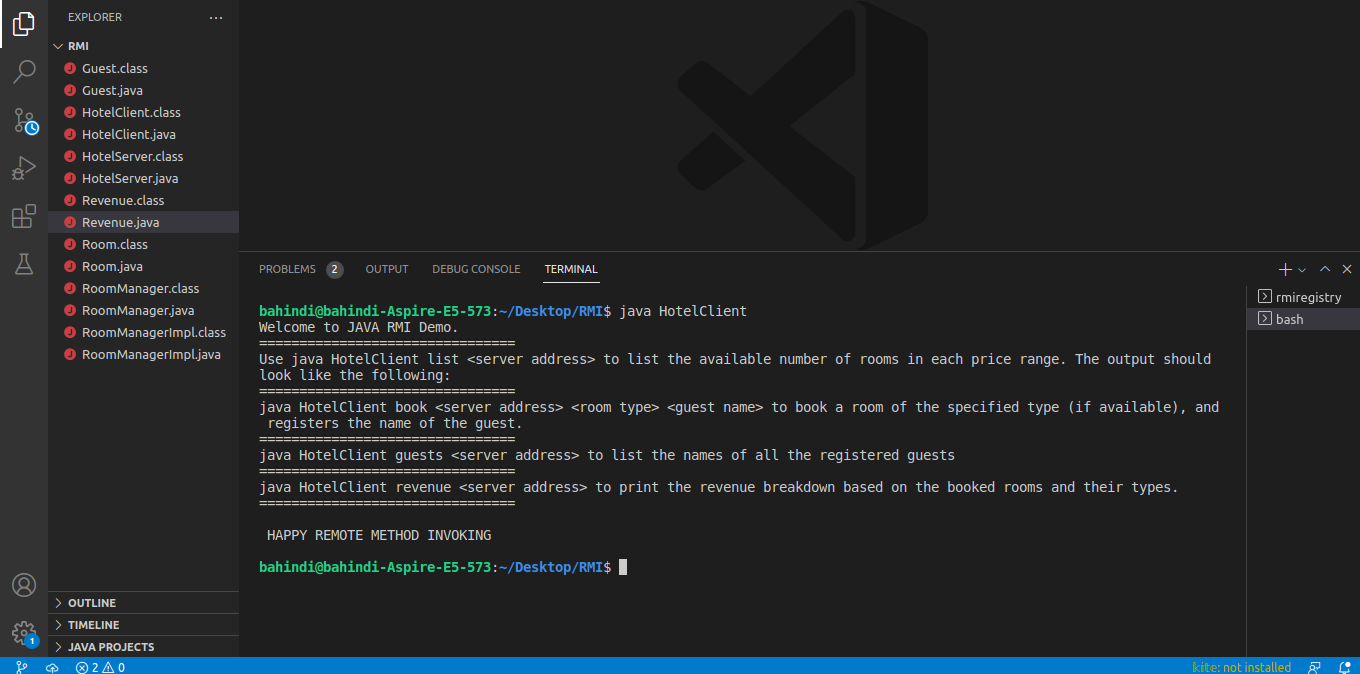 EXPLORER
RMI
Guest.class
Guest.java
HotelClient.class
HotelClient.java
HotelServer.class
HotelServer.java
Revenue.class
Revenue.java
Room.class
Room.java
RoomManager.class
RoomManager.java
RoomManagerImpl.class
RoomManagerImpl.java
OUTLINE
TIMELINE
JAVA PROJECTS
1
PROBLEMS 2 OUTPUT DEBUG CONSOLE TERMINAL
bahindi@bahindi-Aspire-E5-573:~/Desktop/RMI$ java HotelClient
Welcome to JAVA RMI Demo.
================================
Use java HotelClient list <server address> to list the available number of rooms in each price range. The output should
look like the following:
================================
java HotelClient book <server address> <room type> <guest name> to book a room of the specified type (if available), and
registers the name of the guest.
================================
java HotelClient guests <server address> to list the names of all the registered guests
================================
java HotelClient revenue <server address> to print the revenue breakdown based on the booked rooms and their types.
================================
HAPPY REMOTE METHOD INVOKING
bahindi@bahindi-Aspire-E5-573:~/Desktop/RMI$
rmiregistry
bash
2 0
kite: not installed